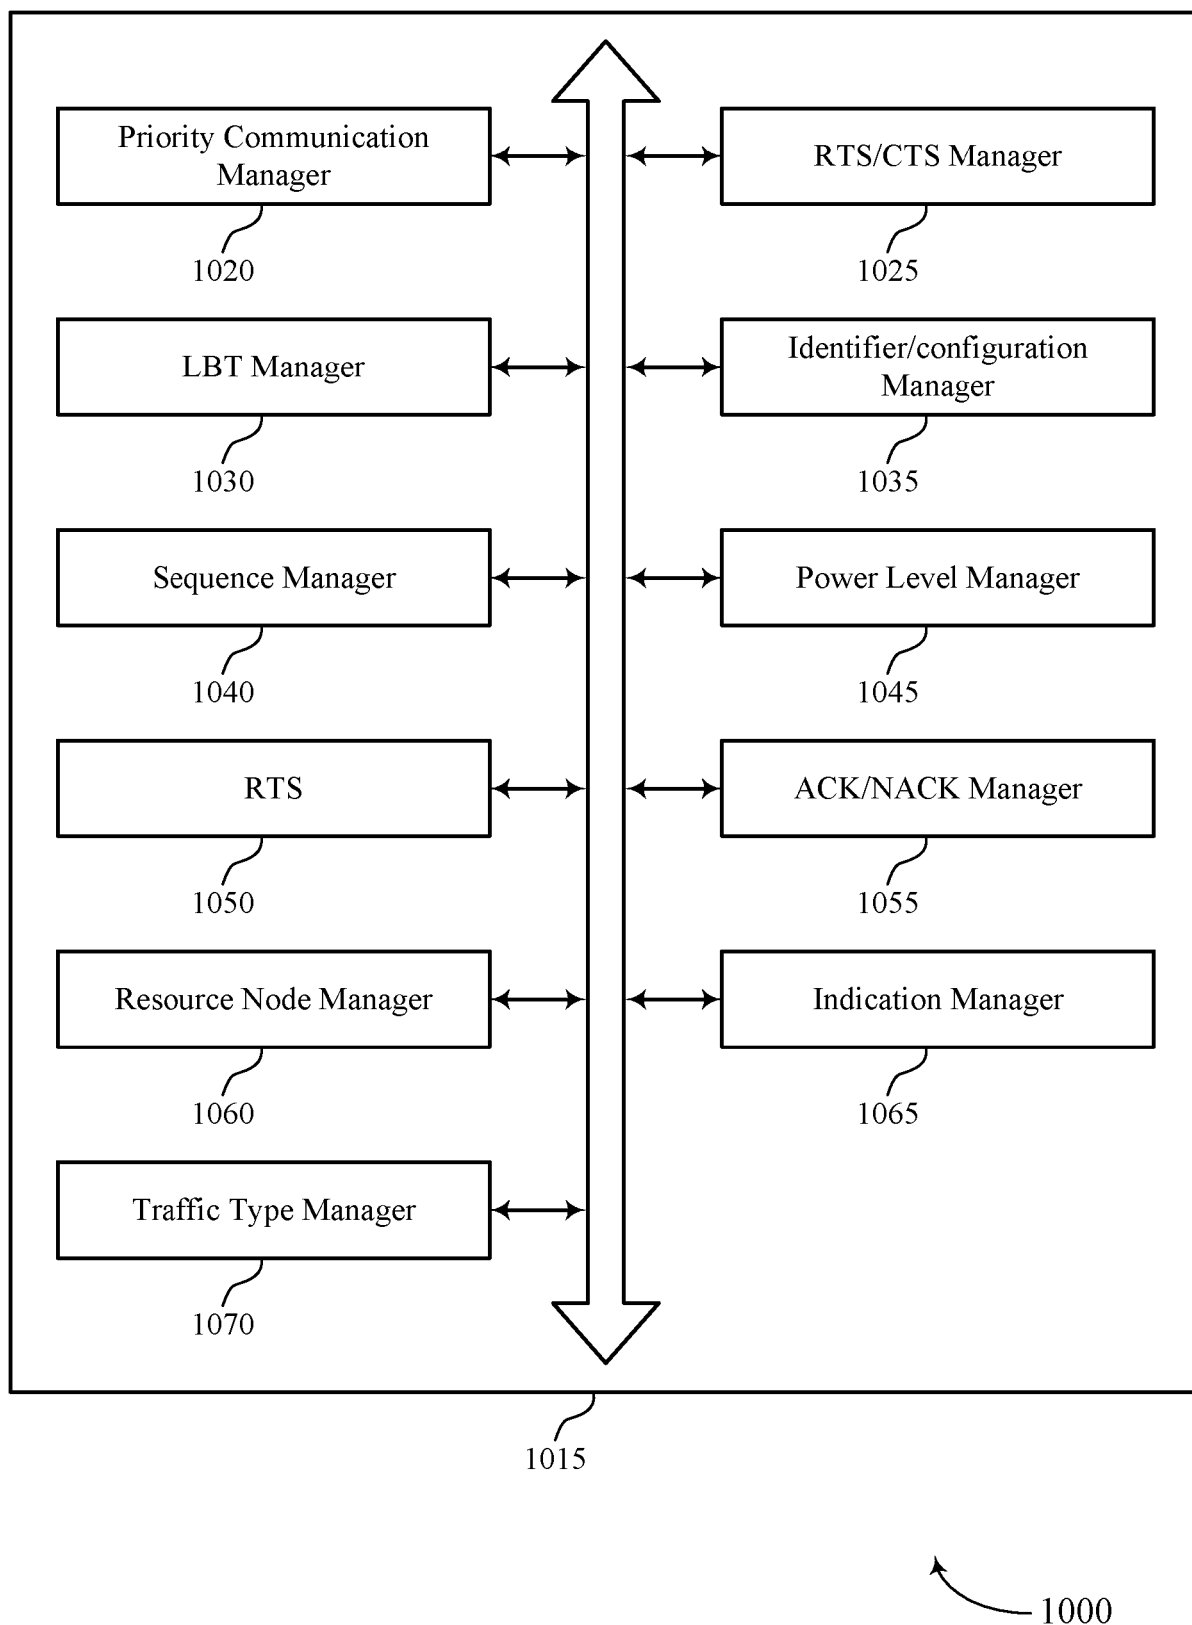 Priority Communication
Manager
1020
RTS/CTS Manager
1025
LBT Manager
1030
Identifier/configuration
Manager
1035
Sequence Manager
1040
Power Level Manager
1045
RTS
1050
ACK/NACK Manager
1055
Resource Node Manager
1060
Indication Manager
1065
Traffic Type Manager
1070
1015
1000